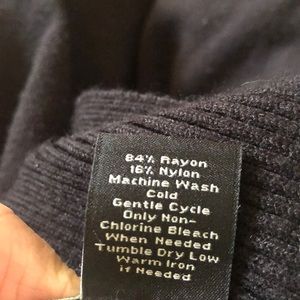 84% Rayon
16% Nylon
Machine Wash
Cold
Gentle Cycle
Only Non-
Chlorine Bleach
When Needed
Tumble Dry Low
Warm Iron
if Needed